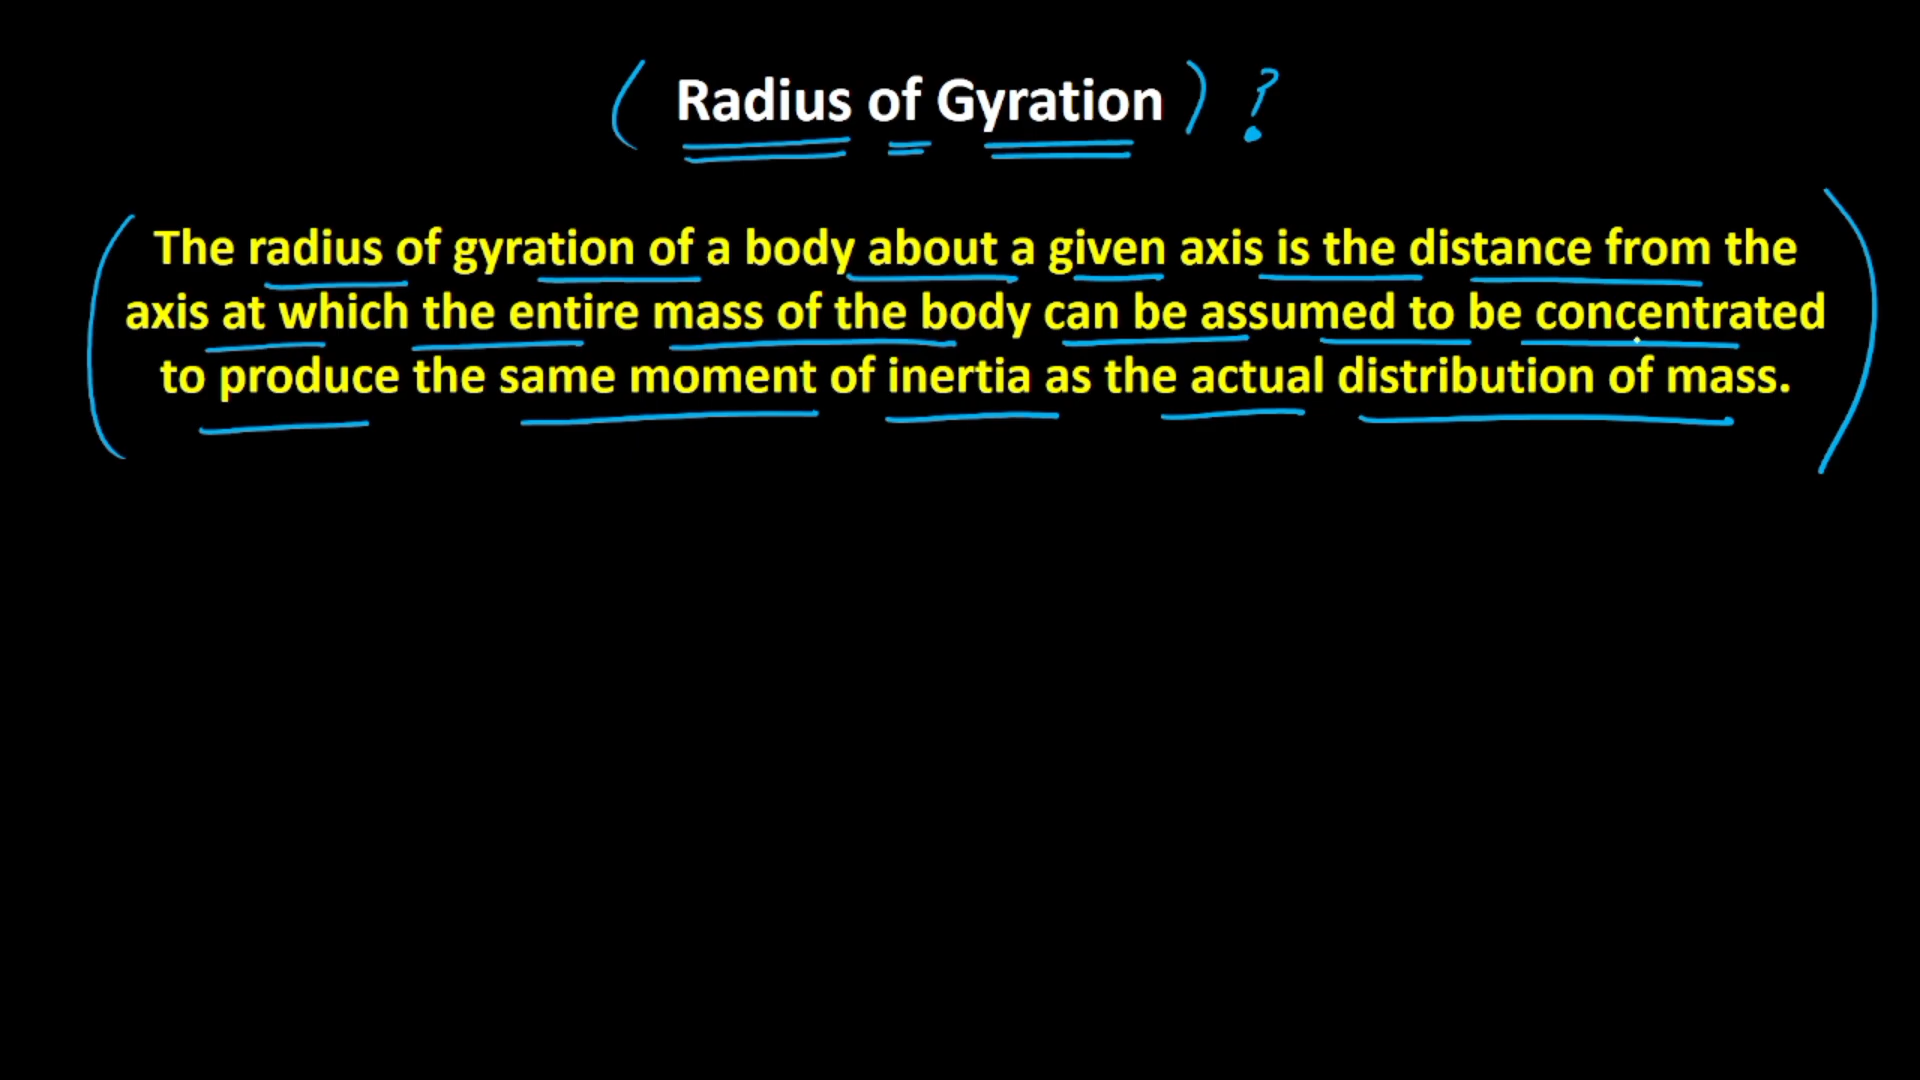 (Radius of Gyration) ?
(The radius of gyration of a body about a given axis is the distance from the
axis at which the entire mass of the body can be assumed to be concentrated
to produce the same moment of inertia as the actual distribution of mass.)